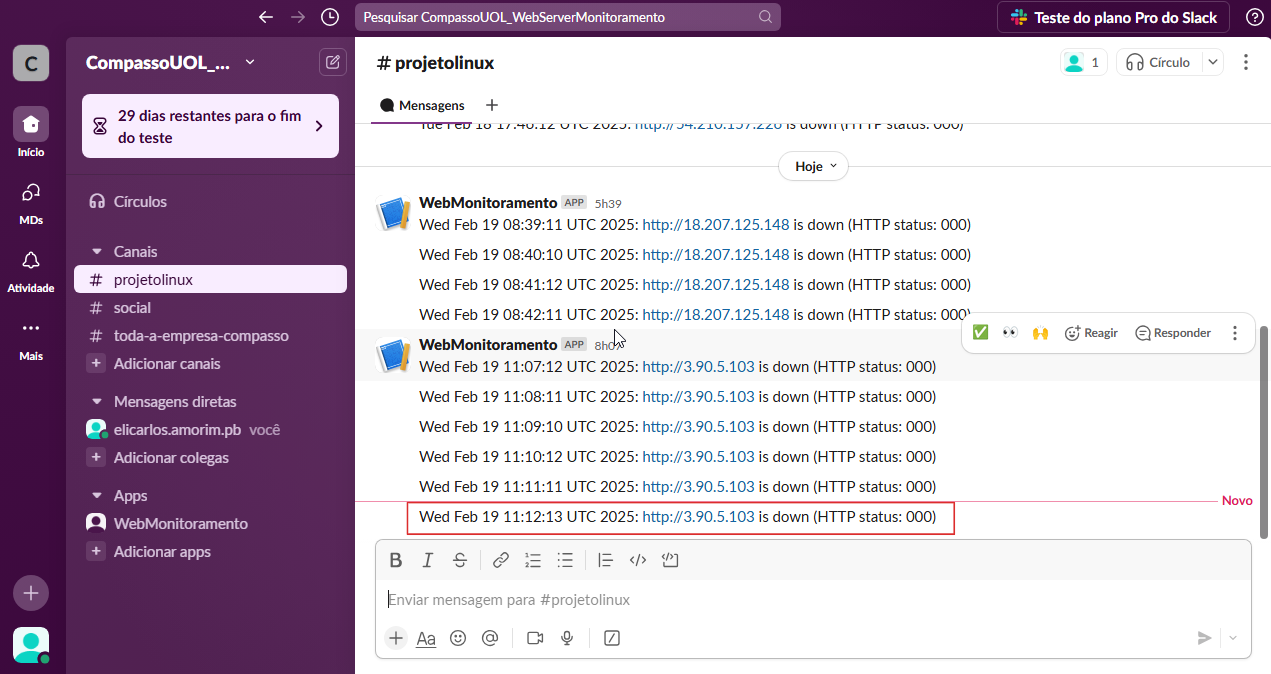 Pesquisar CompassoUOL_WebServerMonitoramento
Teste do plano Pro do Slack
C
Início
MDs
Atividade
Mais
CompassoUOL_...
29 dias restantes para o fim
do teste
Círculos
Canais
# projetolinux
# social
# toda-a-empresa-compasso
+ Adicionar canais
Mensagens diretas
elicarlos.amorim.pb você
+ Adicionar colegas
Apps
WebMonitoramento
+ Adicionar apps
# projetolinux
1
Círculo
Mensagens
Tue Feb 18 17:46:12 UTC 2025: http://54.210.157.226 is down (HTTP status: 000)
Hoje
WebMonitoramento APP 5h39
Wed Feb 19 08:39:11 UTC 2025: http://18.207.125.148 is down (HTTP status: 000)
Wed Feb 19 08:40:10 UTC 2025: http://18.207.125.148 is down (HTTP status: 000)
Wed Feb 19 08:41:12 UTC 2025: http://18.207.125.148 is down (HTTP status: 000)
Wed Feb 19 08:42:11 UTC 2025: http://18.207.125.148 is down (HTTP status: 000)
Reagir
Responder
WebMonitoramento APP
Wed Feb 19 11:07:12 UTC 2025: http://3.90.5.103 is down (HTTP status: 000)
Wed Feb 19 11:08:11 UTC 2025: http://3.90.5.103 is down (HTTP status: 000)
Wed Feb 19 11:09:10 UTC 2025: http://3.90.5.103 is down (HTTP status: 000)
Wed Feb 19 11:10:12 UTC 2025: http://3.90.5.103 is down (HTTP status: 000)
Wed Feb 19 11:11:11 UTC 2025: http://3.90.5.103 is down (HTTP status: 000)
Novo
Wed Feb 19 11:12:13 UTC 2025: http://3.90.5.103 is down (HTTP status: 000)
B I S
Enviar mensagem para #projetolinux
Aa